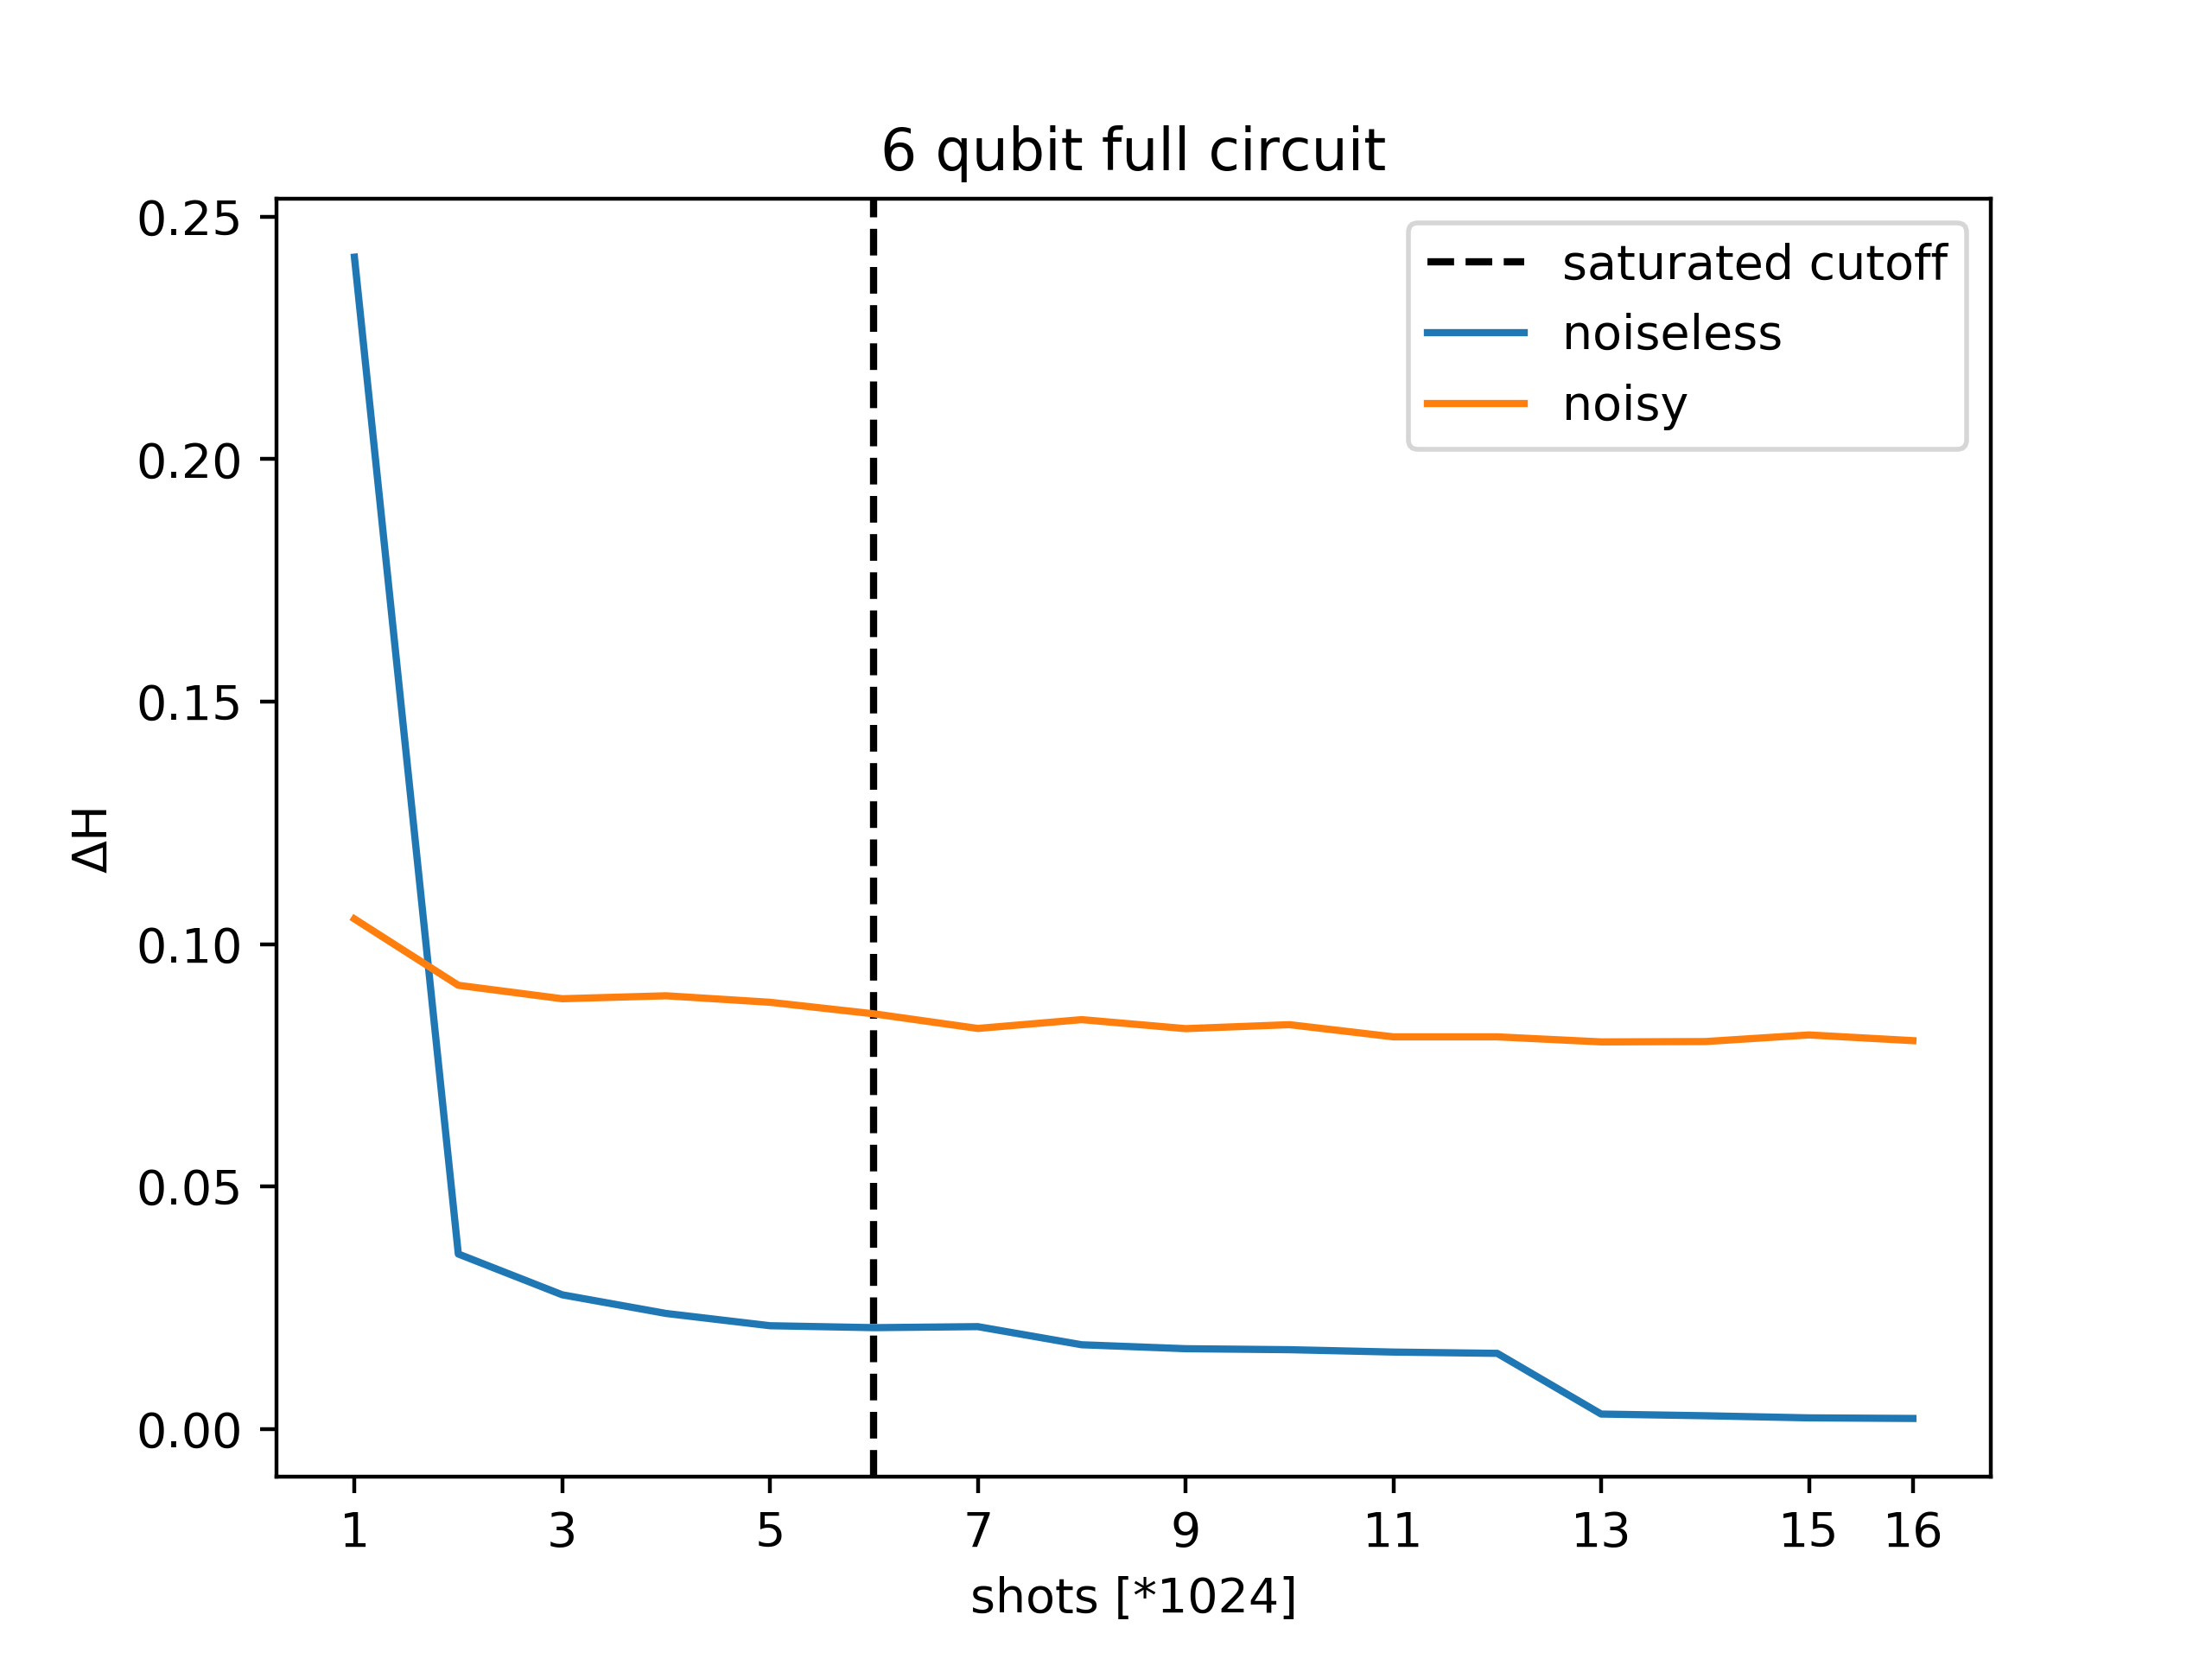 6 qubit full circuit
saturated cutoff
noiseless
noisy
0.25
0.20
0.15
0.10
0.05
0.00
ΔH
1 3 5 7 9 11 13 15 16
shots [*1024]